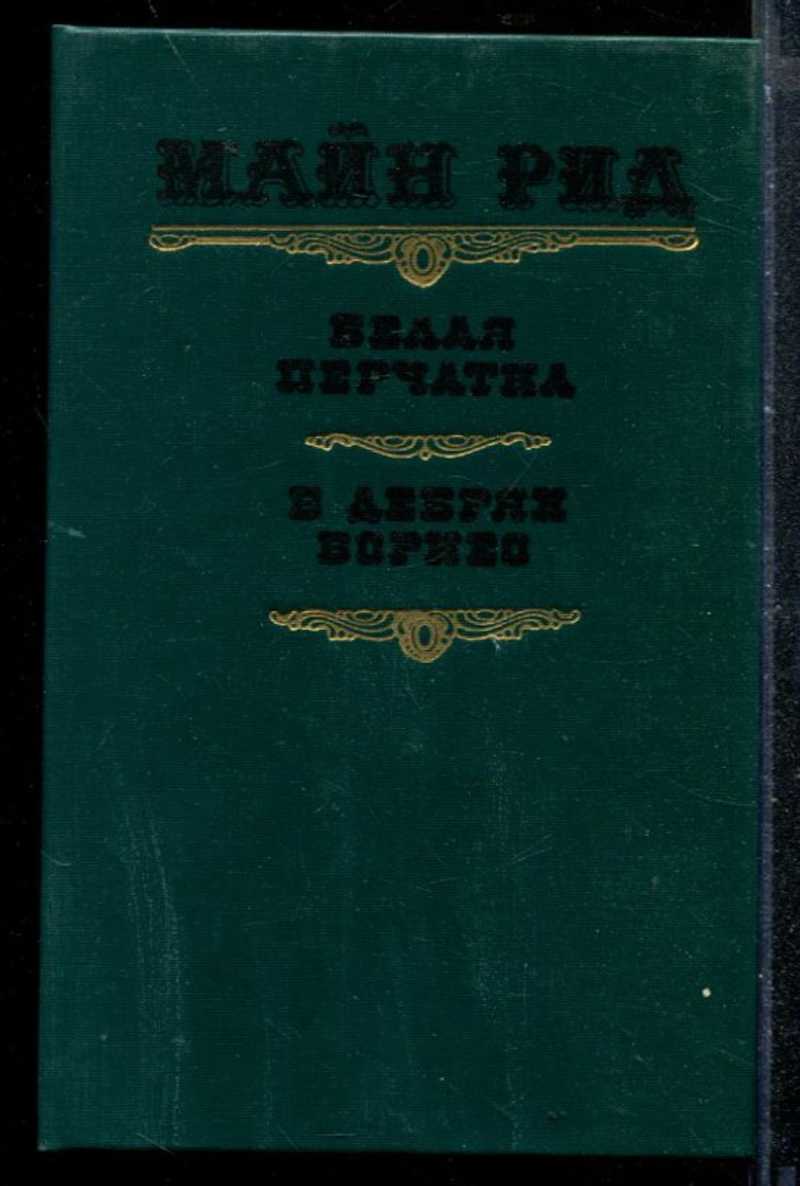 МАЙН РИД
БЕЛАЯ
ПЕРЧАТКА
В ДЕБРЯХ
БОРНЕО